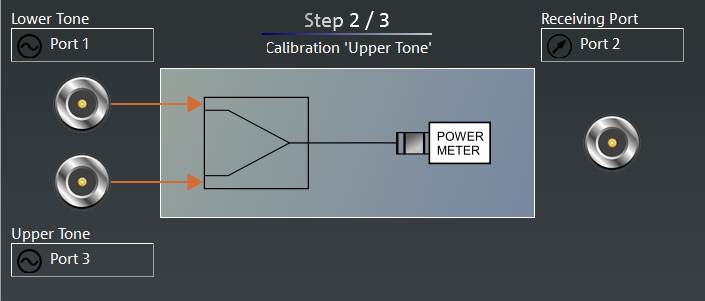 Lower Tone
Port 1
Step 2 / 3
Calibration 'Upper Tone'
Receiving Port
Port 2
POWER
METER
Upper Tone
Port 3